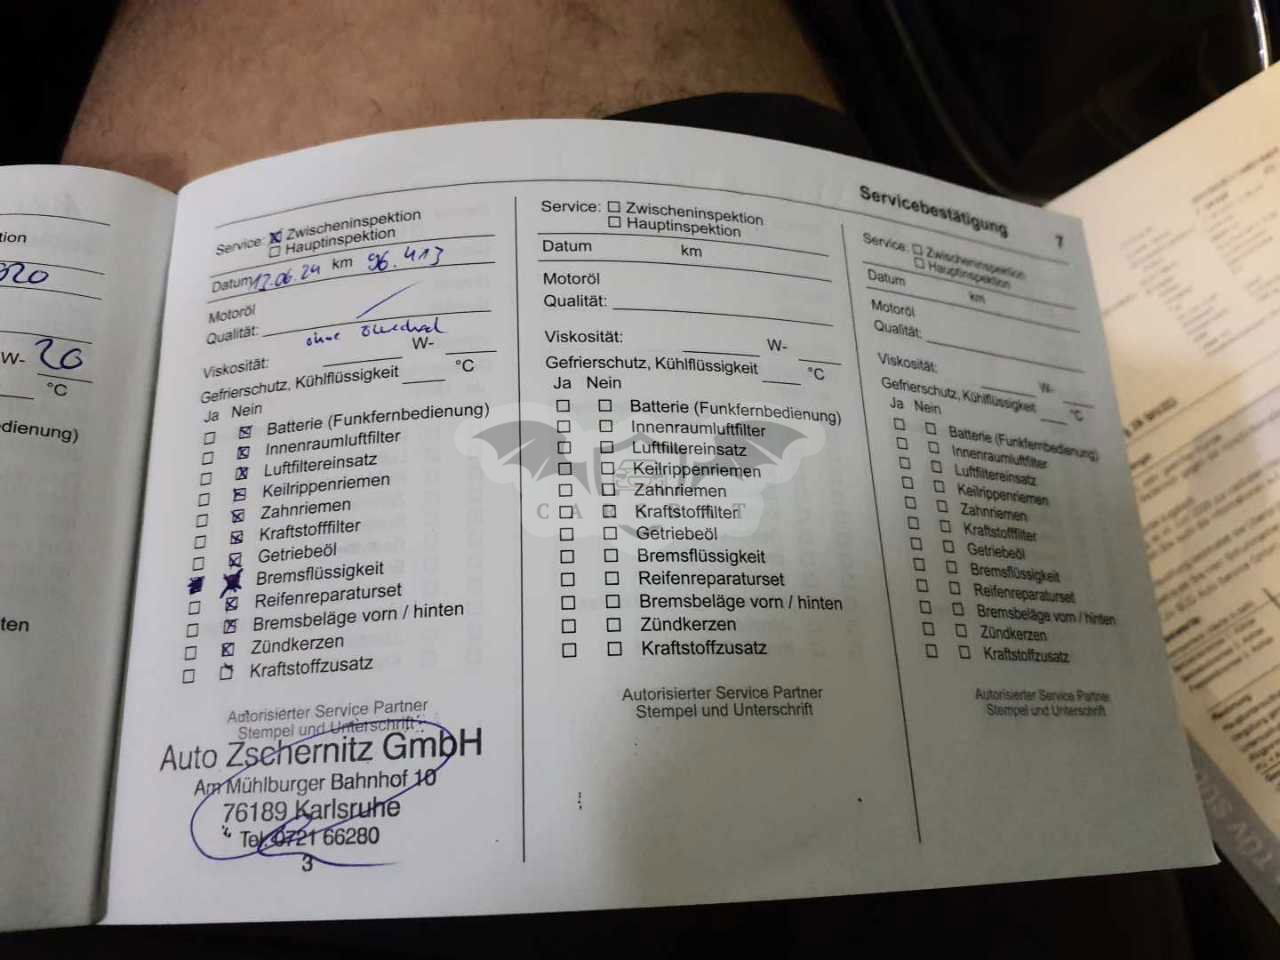 tion
020
W- 20
°C
dienung)
ten
Servicebestätigung 7
Service: Zwischeninspektion
Hauptinspektion
Datum 12.06.24 km 96.413
Motoröl
Qualität: ohne Ölwechsel
Viskosität: W-
Gefrierschutz, Kühlflüssigkeit °C
Ja Nein
Batterie (Funkfernbedienung)
Innenraumluftfilter
Luftfiltereinsatz
Keilrippenriemen
Zahnriemen
Kraftstofffilter
Getriebeöl
Bremsflüssigkeit
Reifenreparaturset
Bremsbeläge vorn / hinten
Zündkerzen
Kraftstoffzusatz
Autorisierter Service Partner
Stempel und Unterschrift
Auto Zschernitz GmbH
Am Mühlburger Bahnhof 10
76189 Karlsruhe
Tel. 0721 66280
3
Service: Zwischeninspektion
Hauptinspektion
Datum km
Motoröl
Qualität:
Viskosität: W-
Gefrierschutz, Kühlflüssigkeit °C
Ja Nein
Batterie (Funkfernbedienung)
Innenraumluftfilter
Luftfiltereinsatz
Keilrippenriemen
Zahnriemen
Kraftstofffilter
Getriebeöl
Bremsflüssigkeit
Reifenreparaturset
Bremsbeläge vorn / hinten
Zündkerzen
Kraftstoffzusatz
Autorisierter Service Partner
Stempel und Unterschrift
Service: Zwischeninspektion
Hauptinspektion
Datum km
Motoröl
Qualität:
Viskosität: W-
Gefrierschutz, Kühlflüssigkeit °C
Ja Nein
Batterie (Funkfernbedienung)
Innenraumluftfilter
Luftfiltereinsatz
Keilrippenriemen
Zahnriemen
Kraftstofffilter
Getriebeöl
Bremsflüssigkeit
Reifenreparaturset
Bremsbeläge vorn / hinten
Zündkerzen
Kraftstoffzusatz
Autorisierter Service Partner
Stempel und Unterschrift